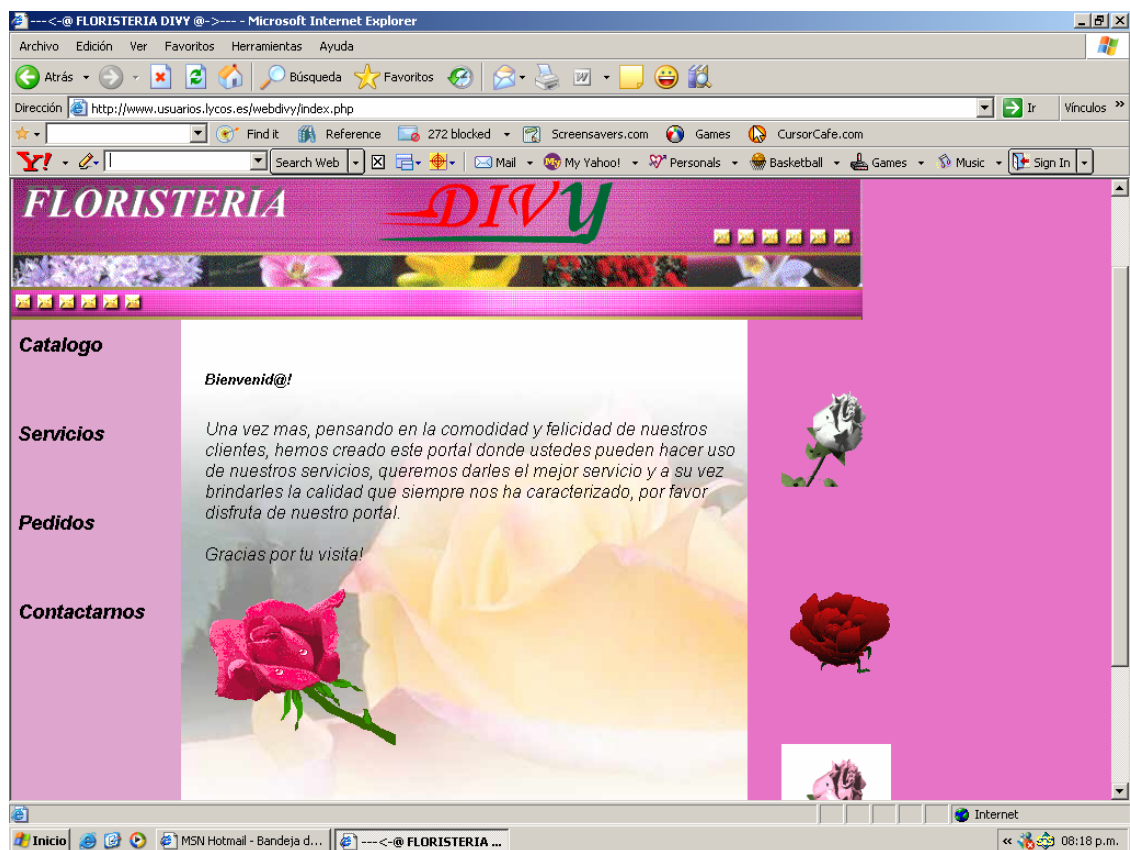 ---<-@ FLORISTERIA DIVY @->--- - Microsoft Internet Explorer
Archivo Edición Ver Favoritos Herramientas Ayuda
Atrás Búsqueda Favoritos W
Dirección http://www.usuarios.lycos.es/webdivy/index.php Ir Vínculos »
Find it Reference 272 blocked Screensavers.com Games CursorCafe.com
Y! Search Web Mail My My Yahoo! Personals Basketball Games Music Sign In
FLORISTERIA DIVY
Catalogo
Bienvenid@!
Servicios
Una vez mas, pensando en la comodidad y felicidad de nuestros
clientes, hemos creado este portal donde ustedes pueden hacer uso
de nuestros servicios, queremos darles el mejor servicio y a su vez
brindarles la calidad que siempre nos ha caracterizado, por favor
disfruta de nuestro portal.
Pedidos
Gracias por tu visita!
Contactarnos
Internet
Inicio MSN Hotmail - Bandeja d... ---<-@ FLORISTERIA ... « 08:18 p.m.